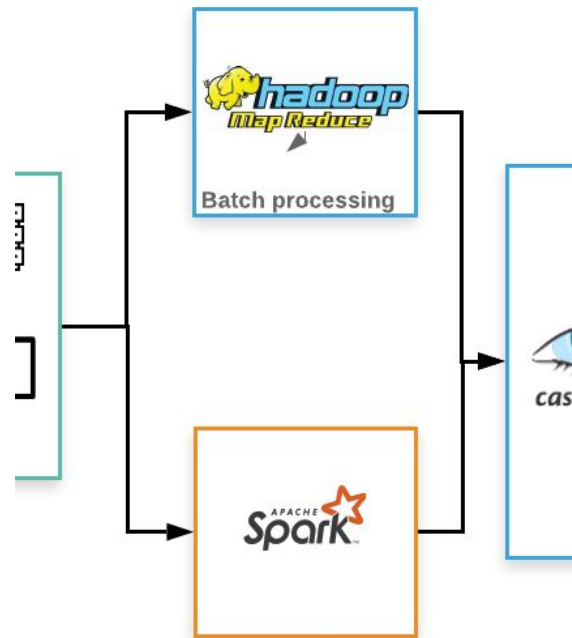 hadoop
Map Reduce
Batch processing
cas
APACHE
Spark